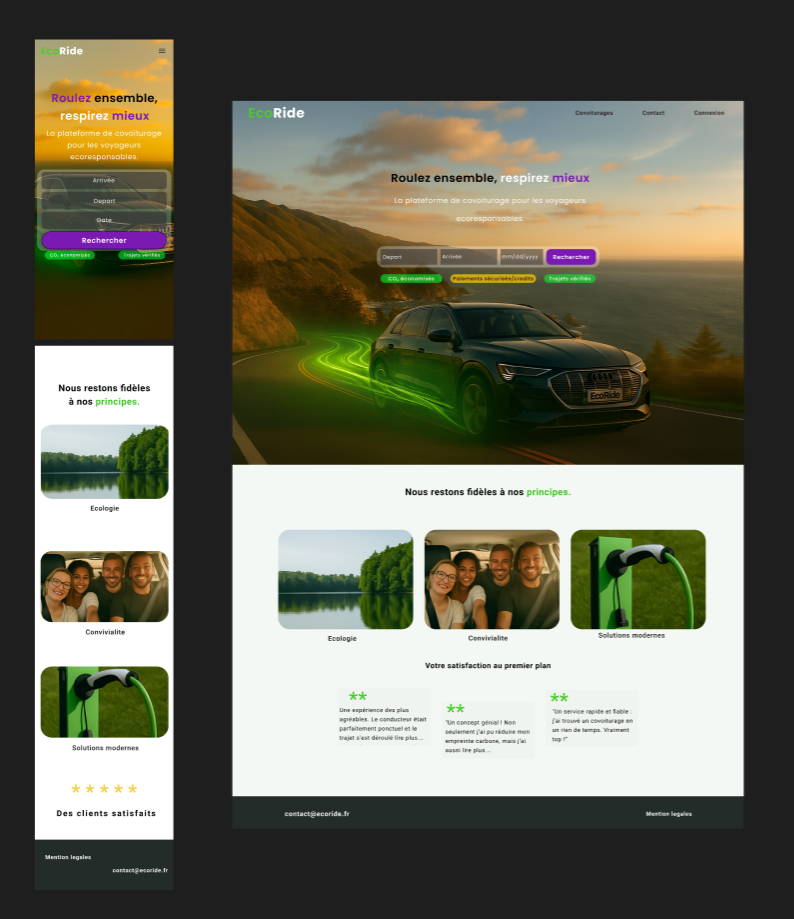 EcoRide
Roulez ensemble,
respirez mieux
La plateforme de covoiturage
pour les voyageurs
ecoresponsables.
Arrivée
Depart
Date
Rechercher
CO₂ économisés
Trajets vérifiés
Nous restons fidèles
à nos principes.
Ecologie
Convivialite
Solutions modernes
Des clients satisfaits
Mention legales
contact@ecoride.fr
EcoRide
Covoiturages
Contact
Connexion
Roulez ensemble, respirez mieux
La plateforme de covoiturage pour les voyageurs
ecoresponsables.
Depart
Arrivée
mm/dd/yyyy
Rechercher
CO₂ économisés
Paiements sécurisés/credits
Trajets vérifiés
EcoRide
Nous restons fidèles à nos principes.
Ecologie
Convivialite
Solutions modernes
Votre satisfaction au premier plan
Une expérience des plus
agréables. Le conducteur était
parfaitement ponctuel et le
trajet s'est déroulé lire plus...
"Un concept génial ! Non
seulement j'ai pu réduire mon
empreinte carbone, mais j'ai
aussi lire plus...
"Un service rapide et fiable :
j'ai trouvé un covoiturage en
un rien de temps. Vraiment
top !"
contact@ecoride.fr
Mention legales